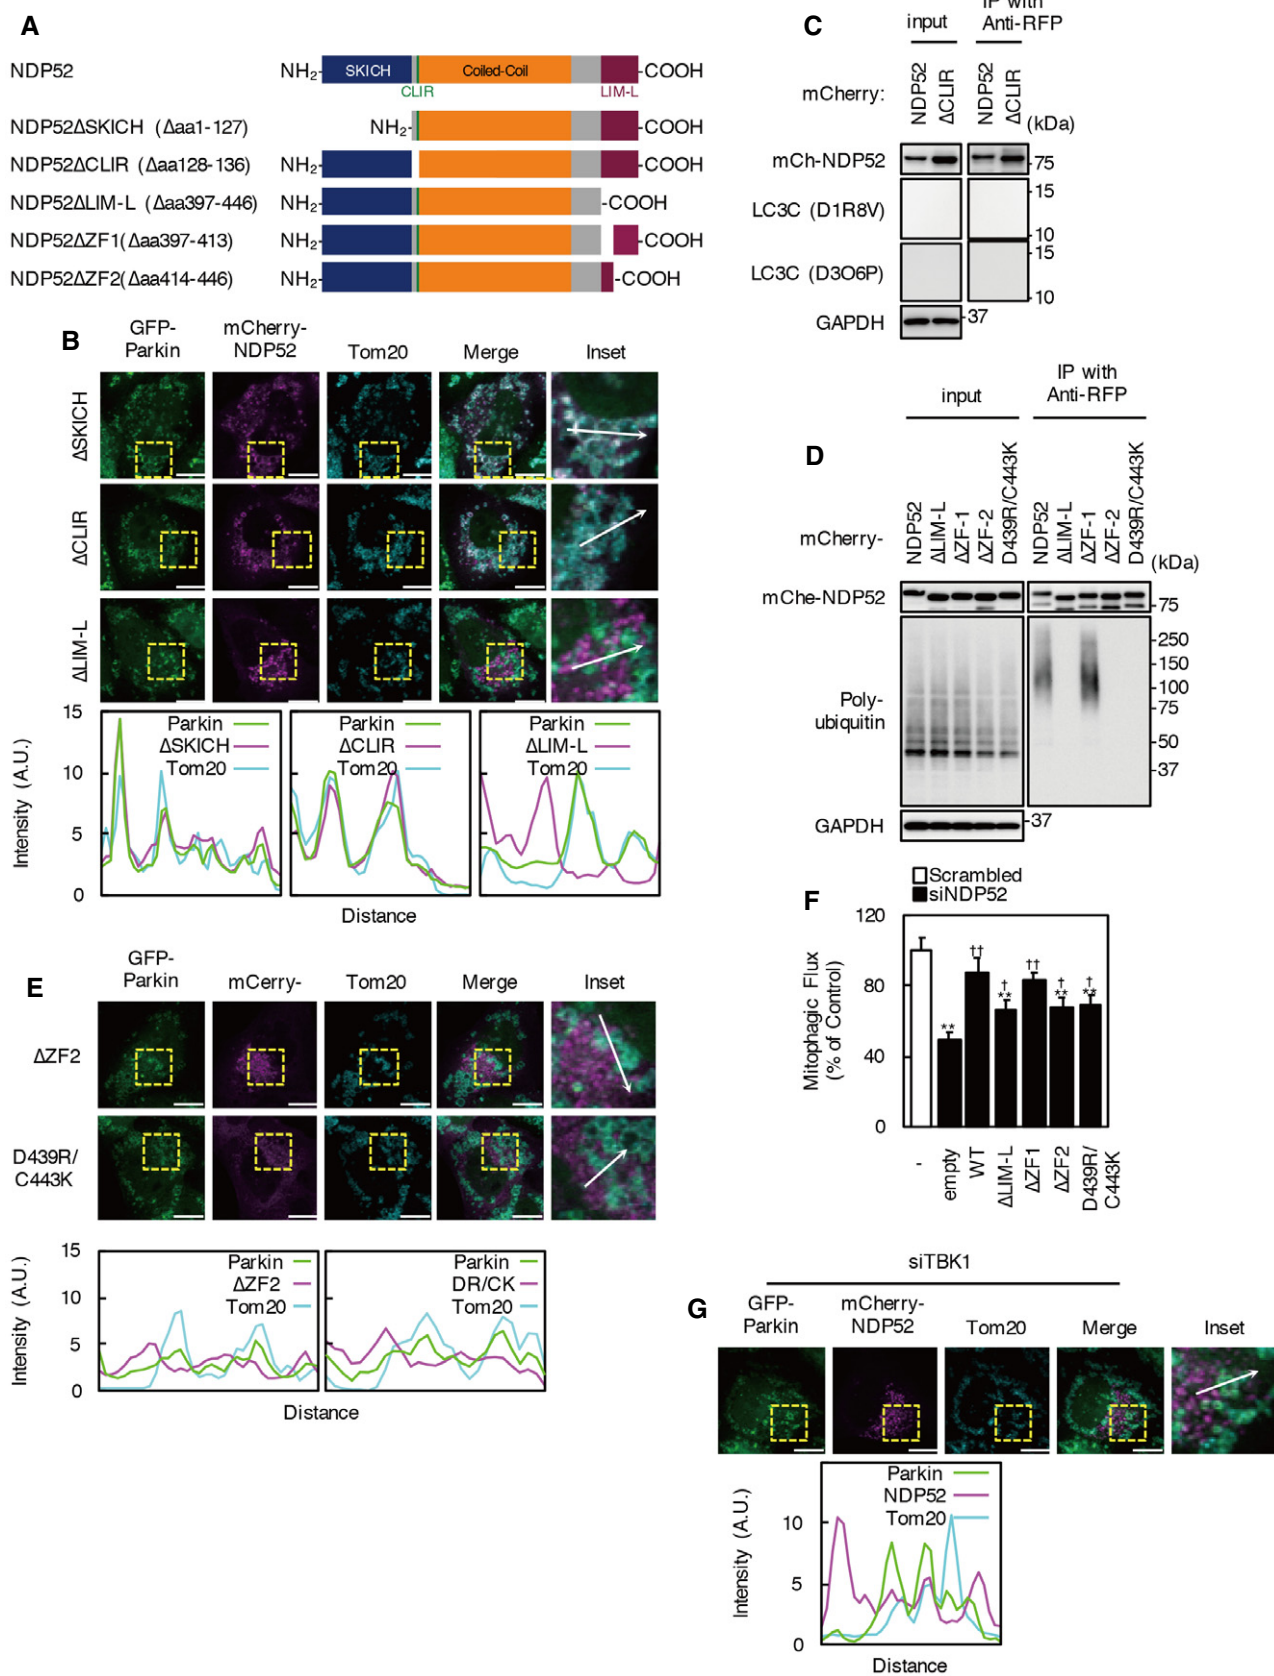 A
NDP52
NH2-
SKICH
Coiled-Coil
-COOH
CLIR
LIM-L
NDP52ΔSKICH (Δaa1-127)
NH2-
-COOH
NDP52ΔCLIR (Δaa128-136)
NH2-
-COOH
NDP52ΔLIM-L (Δaa397-446)
NH2-
-COOH
NDP52ΔZF1(Δaa397-413)
NH2-
-COOH
NDP52ΔZF2(Δaa414-446)
NH2-
-COOH
B
GFP-
Parkin
mCherry-
NDP52
Tom20
Merge
Inset
ΔSKICH
ΔCLIR
ΔLIM-L
Intensity (A.U.)
15
10
5
0
Parkin
ΔSKICH
Tom20
Parkin
ΔCLIR
Tom20
Parkin
ΔLIM-L
Tom20
Distance
C
input
IP with
Anti-RFP
mCherry:
NDP52
ΔCLIR
NDP52
ΔCLIR
(kDa)
mCh-NDP52
75
LC3C (D1R8V)
15
10
LC3C (D3O6P)
15
10
GAPDH
37
D
input
IP with
Anti-RFP
mCherry-
NDP52
ΔLIM-L
ΔZF-1
ΔZF-2
D439R/C443K
NDP52
ΔLIM-L
ΔZF-1
ΔZF-2
D439R/C443K
(kDa)
mChe-NDP52
75
Poly-
ubiquitin
250
150
100
75
50
37
GAPDH
37
E
GFP-
Parkin
mCerry-
Tom20
Merge
Inset
ΔZF2
D439R/
C443K
Intensity (A.U.)
15
10
5
0
Parkin
ΔZF2
Tom20
Parkin
DR/CK
Tom20
Distance
F
Scrambled
siNDP52
Mitophagic Flux
(% of Control)
120
80
40
0
**
††
†
**
††
†
**
†
**
-
empty
WT
ΔLIM-L
ΔZF1
ΔZF2
D439R/
C443K
G
siTBK1
GFP-
Parkin
mCherry-
NDP52
Tom20
Merge
Inset
Intensity (A.U.)
10
5
0
Parkin
NDP52
Tom20
Distance